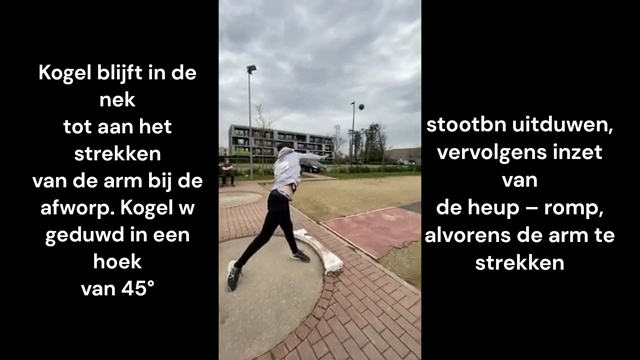 Kogel blijft in de
nek
tot aan het
strekken
van de arm bij de
afworp. Kogel w
geduwd in een
hoek
van 45°
stootbn uitduwen,
vervolgens inzet
van
de heup – romp,
alvorens de arm te
strekken